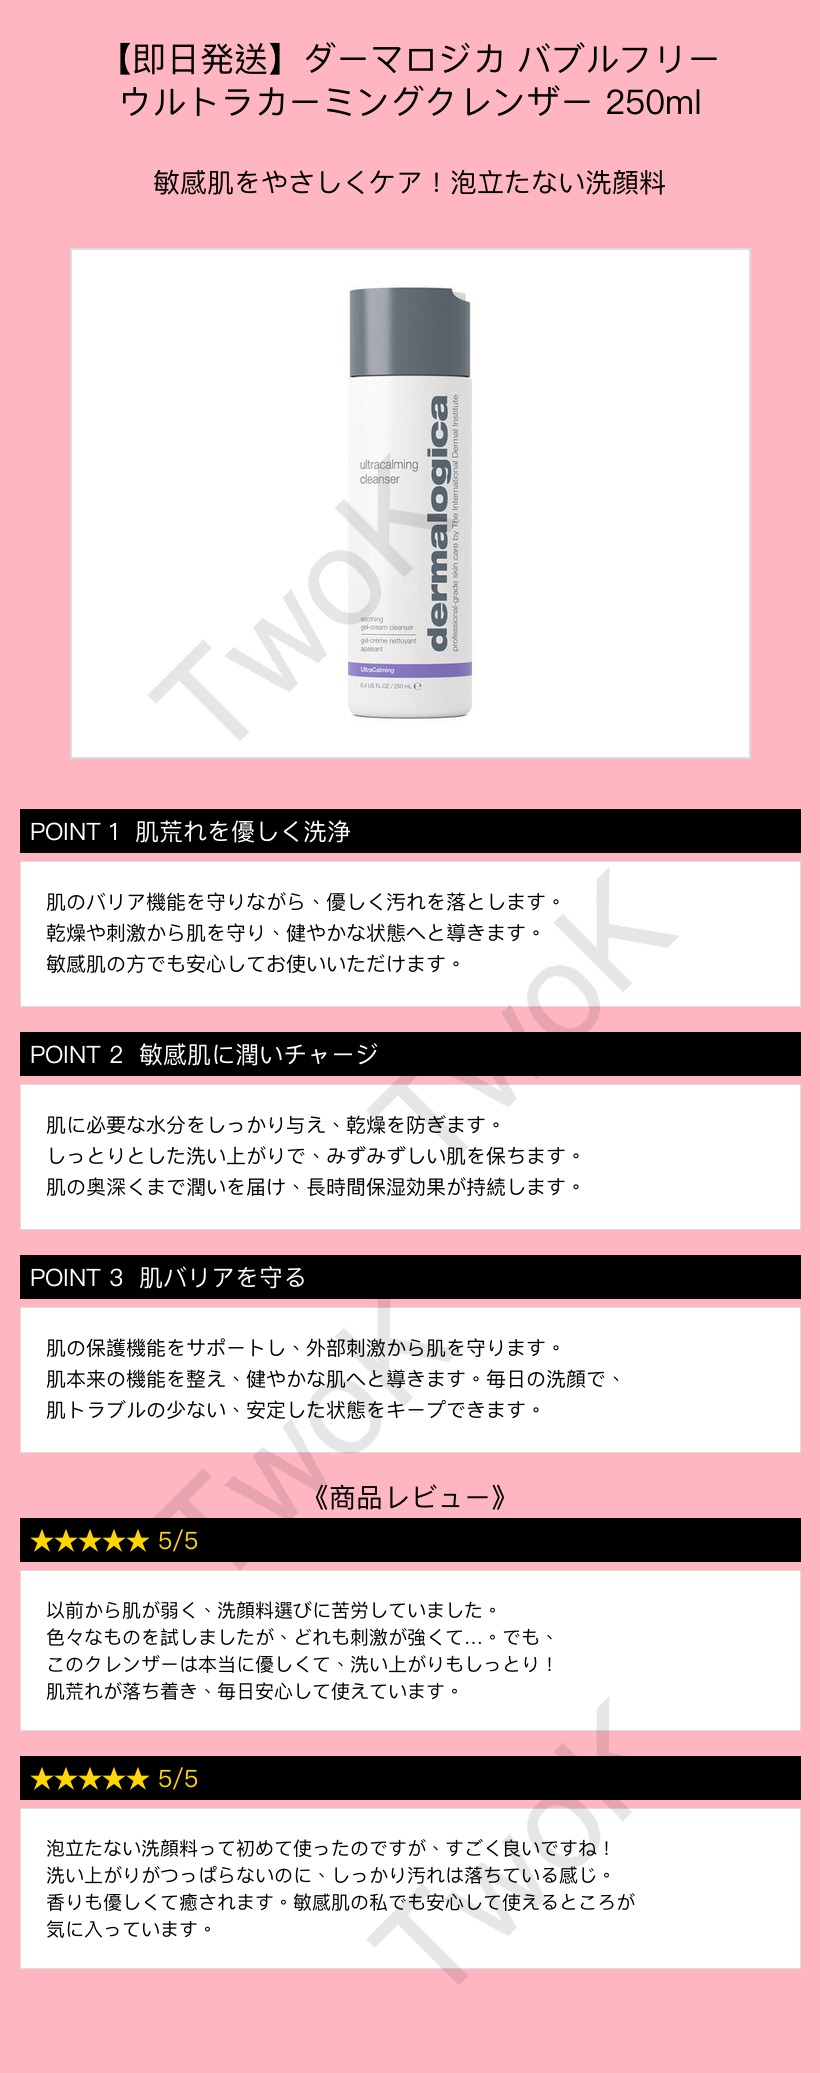 【即日発送】ダーマロジカ バブルフリー
ウルトラカーミングクレンザー 250ml
敏感肌をやさしくケア！泡立たない洗顔料
ultracalming
cleanser
dermalogica
professional-grade skin care by The International Dermal Institute
soothing
gel-cream cleanser
gel-crème nettoyant
apaisant
UltraCalming
8.4 US FL OZ / 250 mL ℮
TwoK
POINT 1 肌荒れを優しく洗浄
肌のバリア機能を守りながら、優しく汚れを落とします。
乾燥や刺激から肌を守り、健やかな状態へと導きます。
敏感肌の方でも安心してお使いいただけます。
TwoK
POINT 2 敏感肌に潤いチャージ
肌に必要な水分をしっかり与え、乾燥を防ぎます。
しっとりとした洗い上がりで、みずみずしい肌を保ちます。
肌の奥深くまで潤いを届け、長時間保湿効果が持続します。
POINT 3 肌バリアを守る
肌の保護機能をサポートし、外部刺激から肌を守ります。
肌本来の機能を整え、健やかな肌へと導きます。毎日の洗顔で、
肌トラブルの少ない、安定した状態をキープできます。
TwoK
《商品レビュー》
★★★★★ 5/5
以前から肌が弱く、洗顔料選びに苦労していました。
色々なものを試しましたが、どれも刺激が強くて…。でも、
このクレンザーは本当に優しくて、洗い上がりもしっとり！
肌荒れが落ち着き、毎日安心して使えています。
★★★★★ 5/5
泡立たない洗顔料って初めて使ったのですが、すごく良いですね！
洗い上がりがつっぱらないのに、しっかり汚れは落ちている感じ。
香りも優しくて癒されます。敏感肌の私でも安心して使えるところが
気に入っています。
TwoK